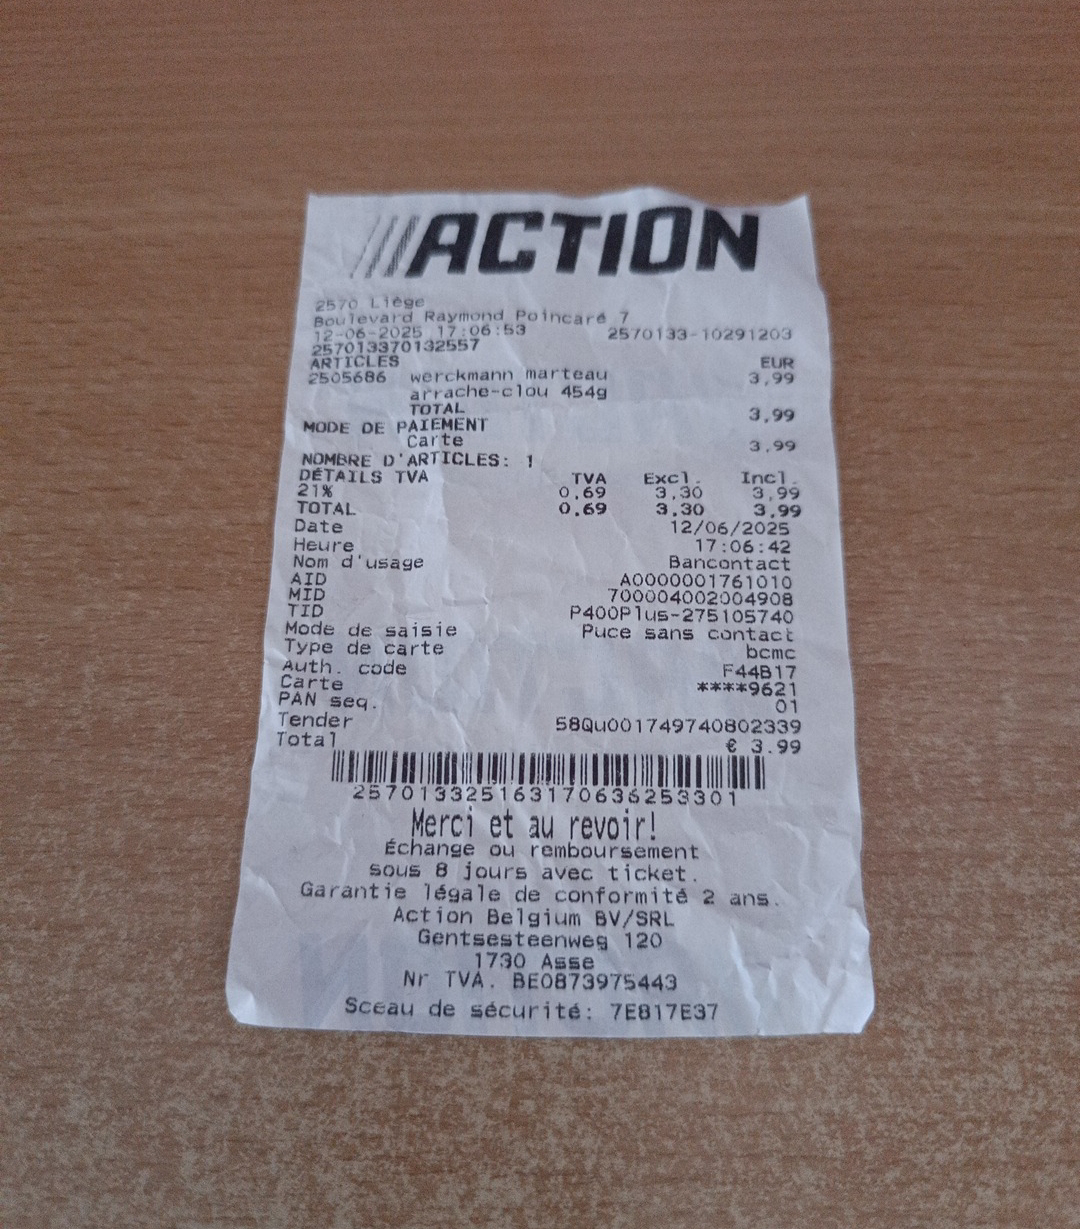 ///ACTION
2570 Liège
Boulevard Raymond Poincaré 7
12-06-2025 17:06:53 2570133-10291203
257013370132557
ARTICLES EUR
2505686 werckmann marteau 3,99
arrache-clou 454g
TOTAL 3,99
MODE DE PAIEMENT
Carte 3,99
NOMBRE D'ARTICLES: 1
DÉTAILS TVA TVA Excl. Incl.
21% 0,69 3,30 3,99
TOTAL 0,69 3,30 3,99
Date 12/06/2025
Heure 17:06:42
Nom d'usage Bancontact
AID A0000001761010
MID 700004002004908
TID P400Plus-275105740
Mode de saisie Puce sans contact
Type de carte bcmc
Auth. code F44B17
Carte ****9621
PAN seq. 01
Tender 58Qu001749740802339
Total € 3.99
257013325163170636253301
Merci et au revoir!
Échange ou remboursement
sous 8 jours avec ticket.
Garantie légale de conformité 2 ans.
Action Belgium BV/SRL
Gentsesteenweg 120
1730 Asse
Nr TVA. BE0873975443
Sceau de sécurité: 7E817E37